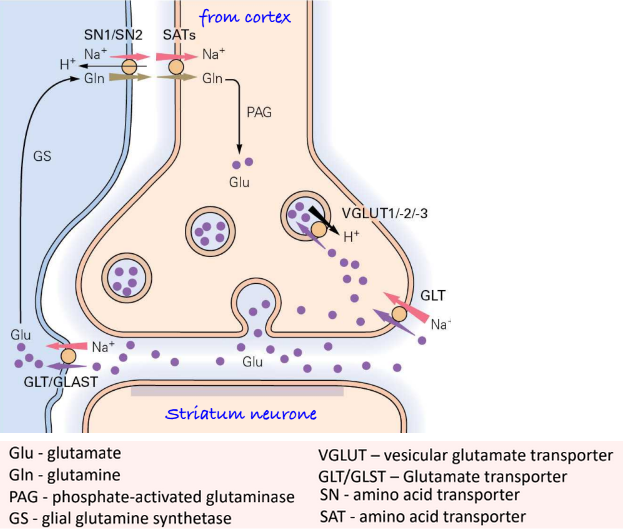 from cortex
SN1/SN2 SATs
Na+ Na+
H+
Gln Gln
PAG
GS
Glu
VGLUT1/-2/-3
H+
GLT
Na+
Glu
Na+
Glu
GLT/GLAST
Striatum neurone
Glu - glutamate
Gln - glutamine
PAG - phosphate-activated glutaminase
GS - glial glutamine synthetase
VGLUT – vesicular glutamate transporter
GLT/GLST – Glutamate transporter
SN - amino acid transporter
SAT - amino acid transporter